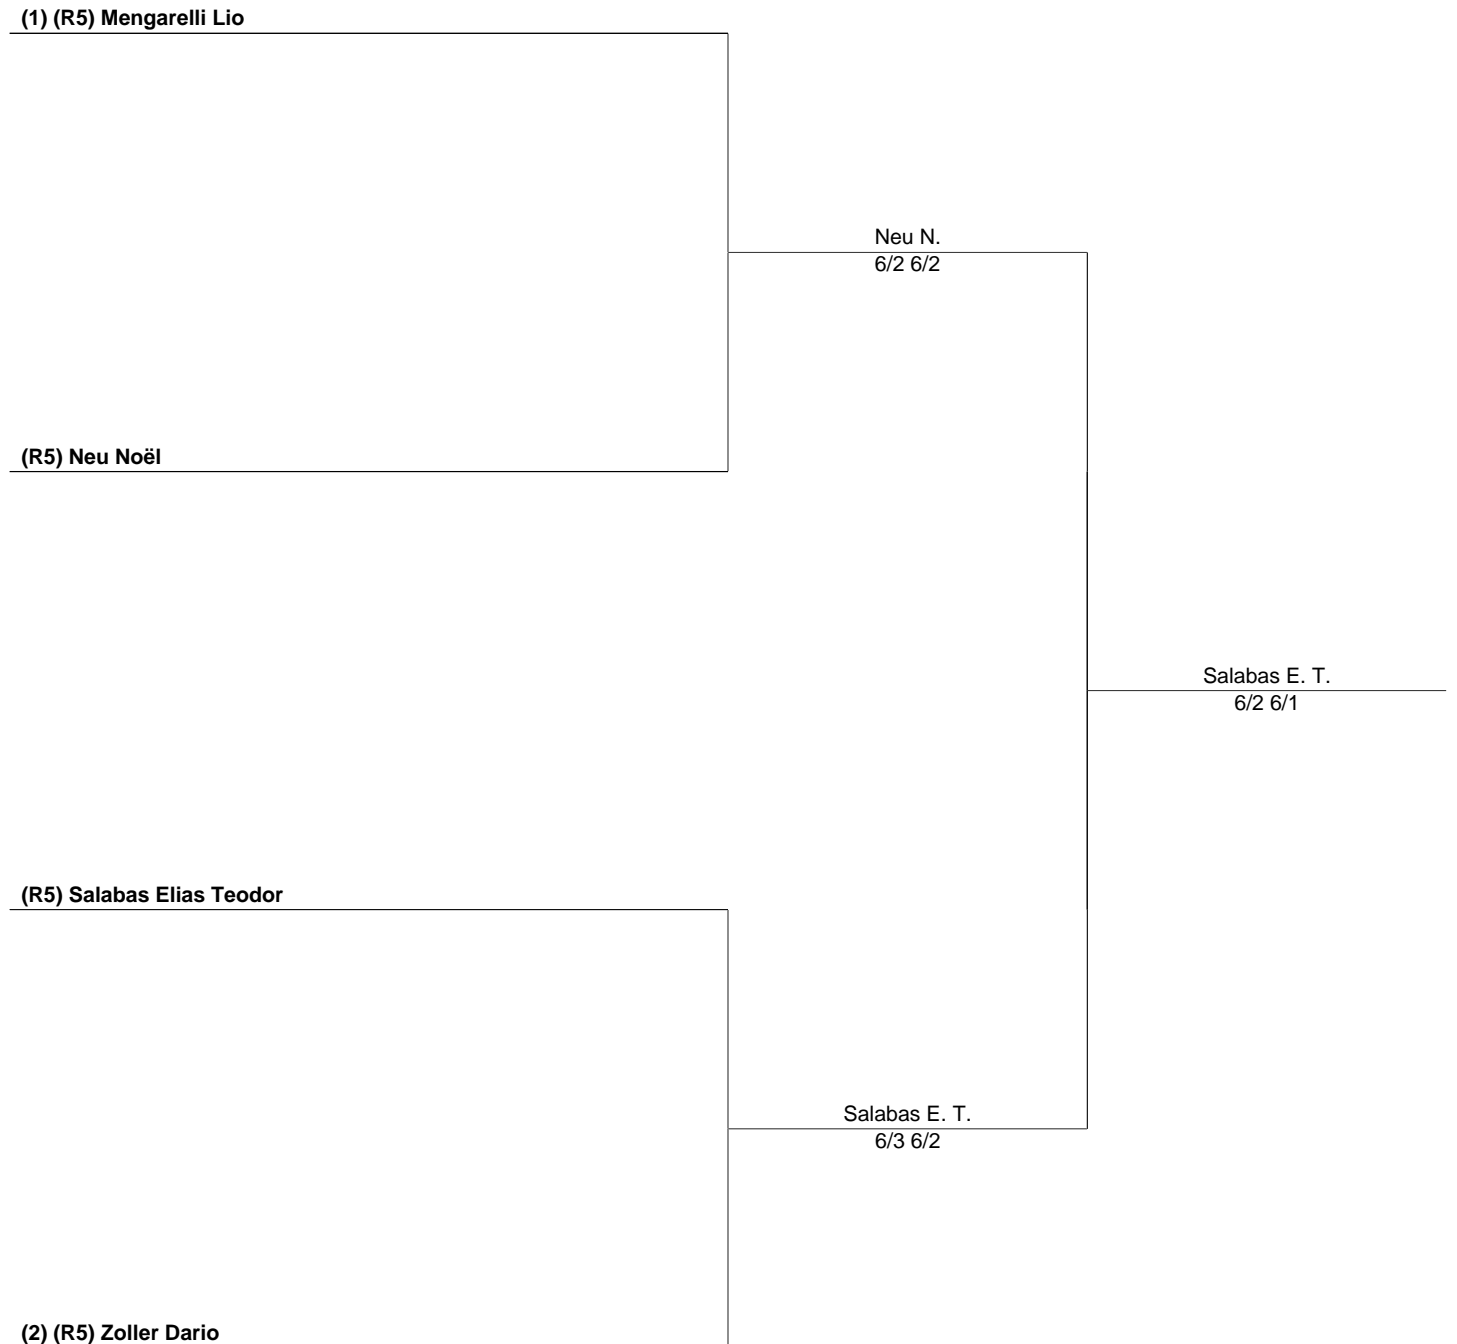 (1) (R5) Mengarelli Lio
Neu N.
6/2 6/2
(R5) Neu Noël
Salabas E. T.
6/2 6/1
(R5) Salabas Elias Teodor
Salabas E. T.
6/3 6/2
(2) (R5) Zoller Dario